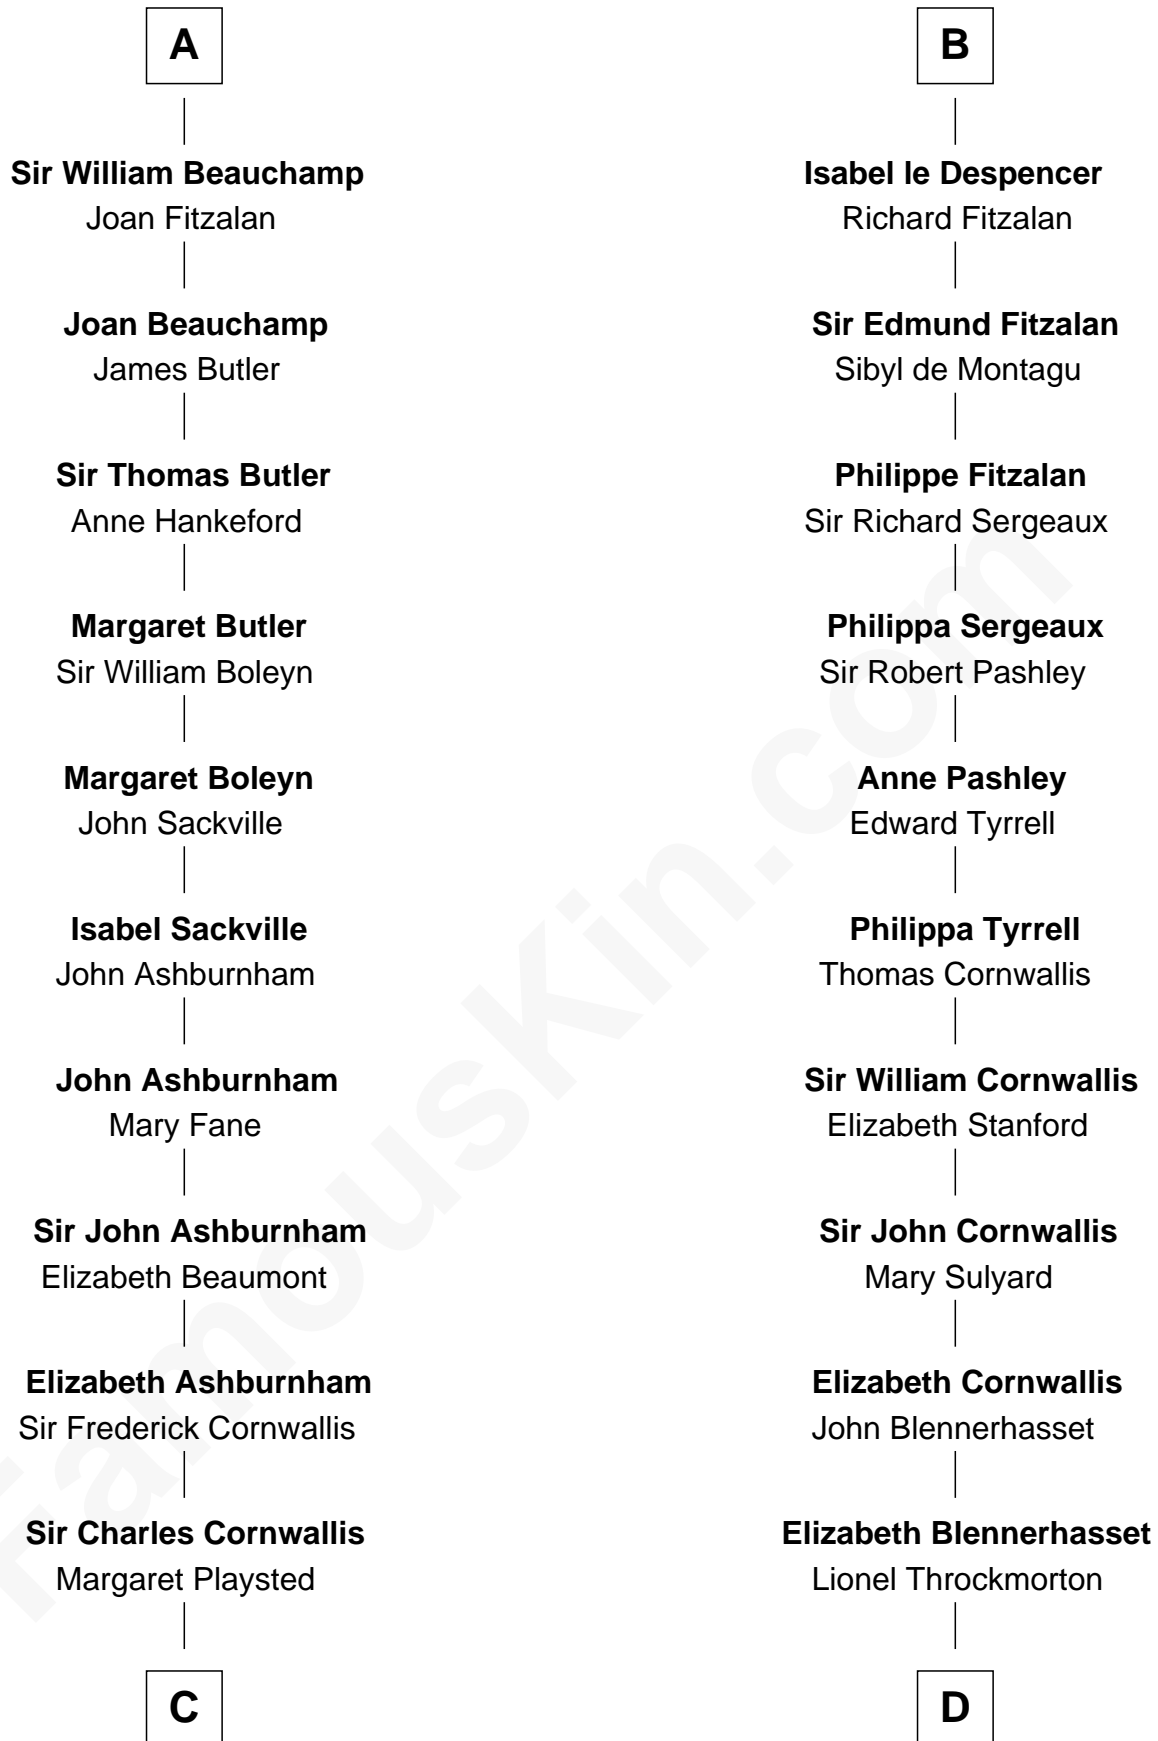 A
Sir William Beauchamp
Joan Fitzalan
Joan Beauchamp
James Butler
Sir Thomas Butler
Anne Hankeford
Margaret Butler
Sir William Boleyn
Margaret Boleyn
John Sackville
Isabel Sackville
John Ashburnham
John Ashburnham
Mary Fane
Sir John Ashburnham
Elizabeth Beaumont
Elizabeth Ashburnham
Sir Frederick Cornwallis
Sir Charles Cornwallis
Margaret Playsted
C
B
Isabel le Despencer
Richard Fitzalan
Sir Edmund Fitzalan
Sibyl de Montagu
Philippe Fitzalan
Sir Richard Sergeaux
Philippa Sergeaux
Sir Robert Pashley
Anne Pashley
Edward Tyrrell
Philippa Tyrrell
Thomas Cornwallis
Sir William Cornwallis
Elizabeth Stanford
Sir John Cornwallis
Mary Sulyard
Elizabeth Cornwallis
John Blennerhasset
Elizabeth Blennerhasset
Lionel Throckmorton
D
FamousKin.com